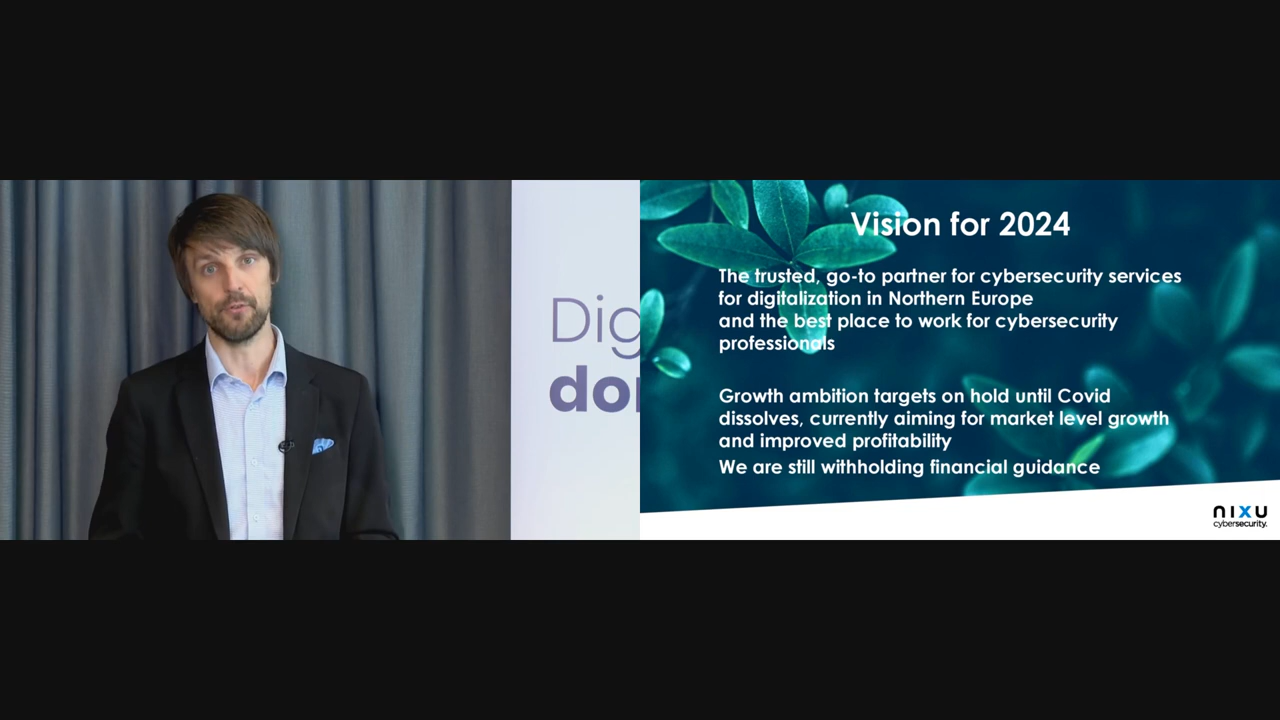 Dig
do
Vision for 2024
The trusted, go-to partner for cybersecurity services
for digitalization in Northern Europe
and the best place to work for cybersecurity
professionals
Growth ambition targets on hold until Covid
dissolves, currently aiming for market level growth
and improved profitability
We are still withholding financial guidance
nixu
cybersecurity.